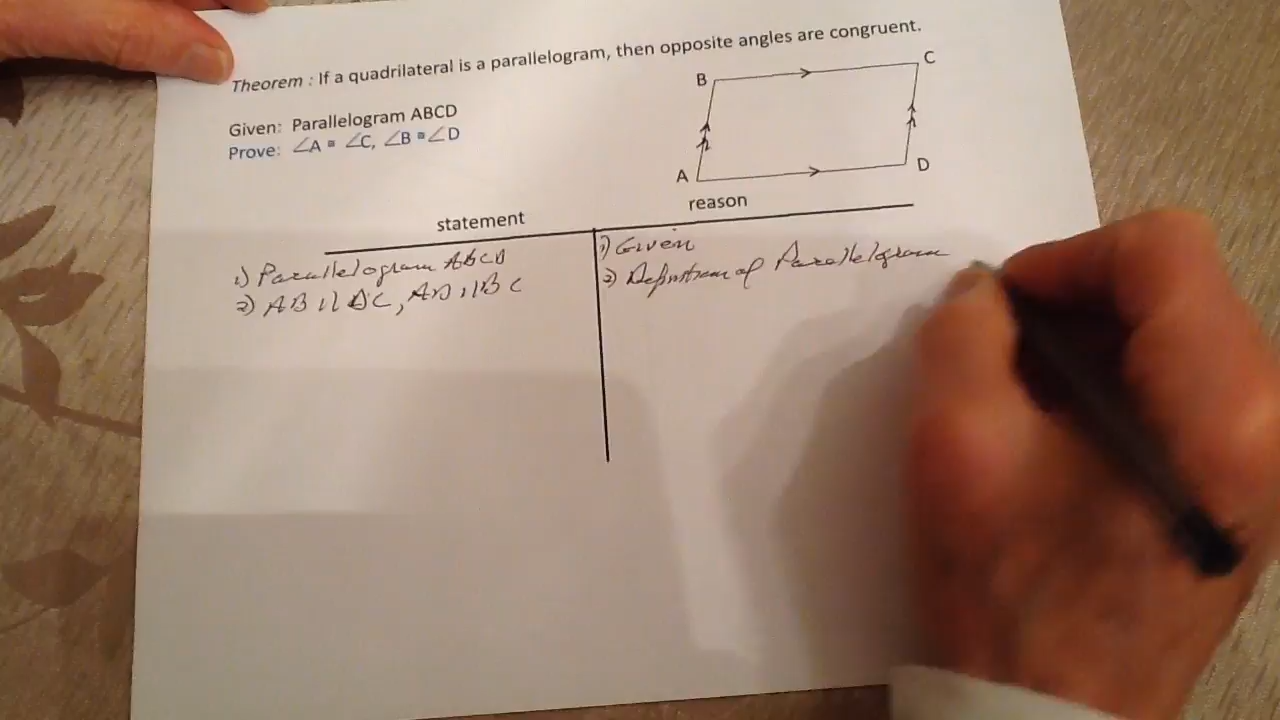 Theorem : If a quadrilateral is a parallelogram, then opposite angles are congruent.
Given: Parallelogram ABCD
Prove: ∠A ≅ ∠C, ∠B ≅ ∠D
B
C
A
D
statement
reason
1) Parallelogram ABCD
1) Given
2) AB || DC, AD || BC
2) Definition of Parallelogram